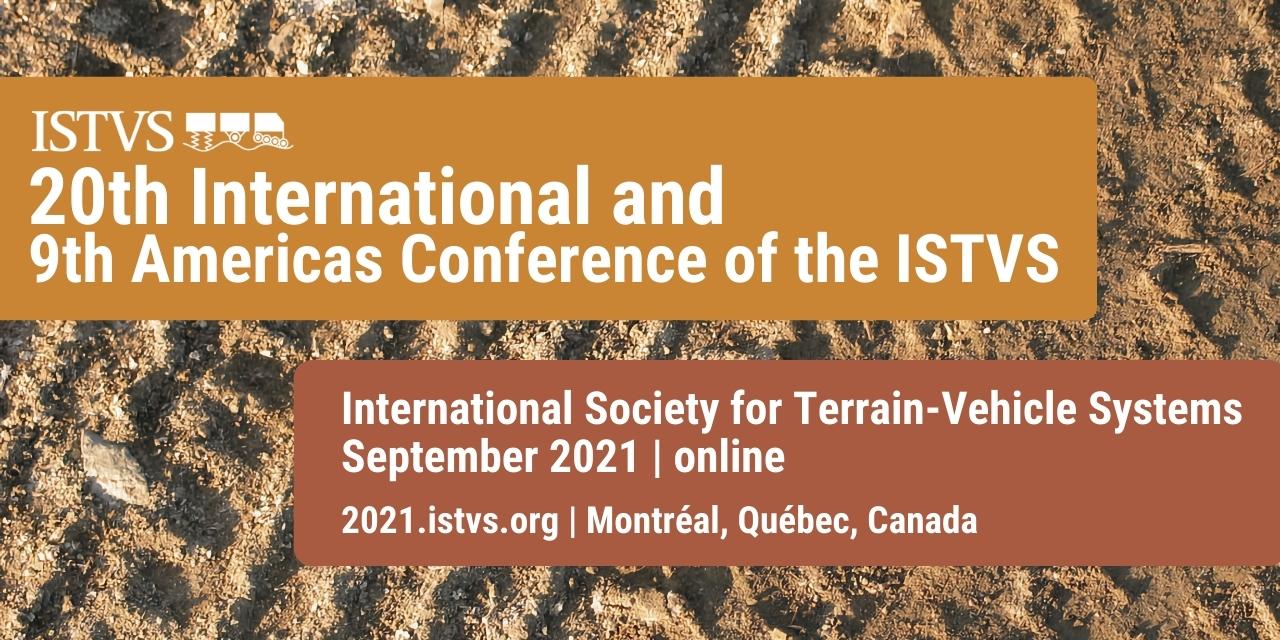 ISTVS
20th International and
9th Americas Conference of the ISTVS
International Society for Terrain-Vehicle Systems
September 2021 | online
2021.istvs.org | Montréal, Québec, Canada